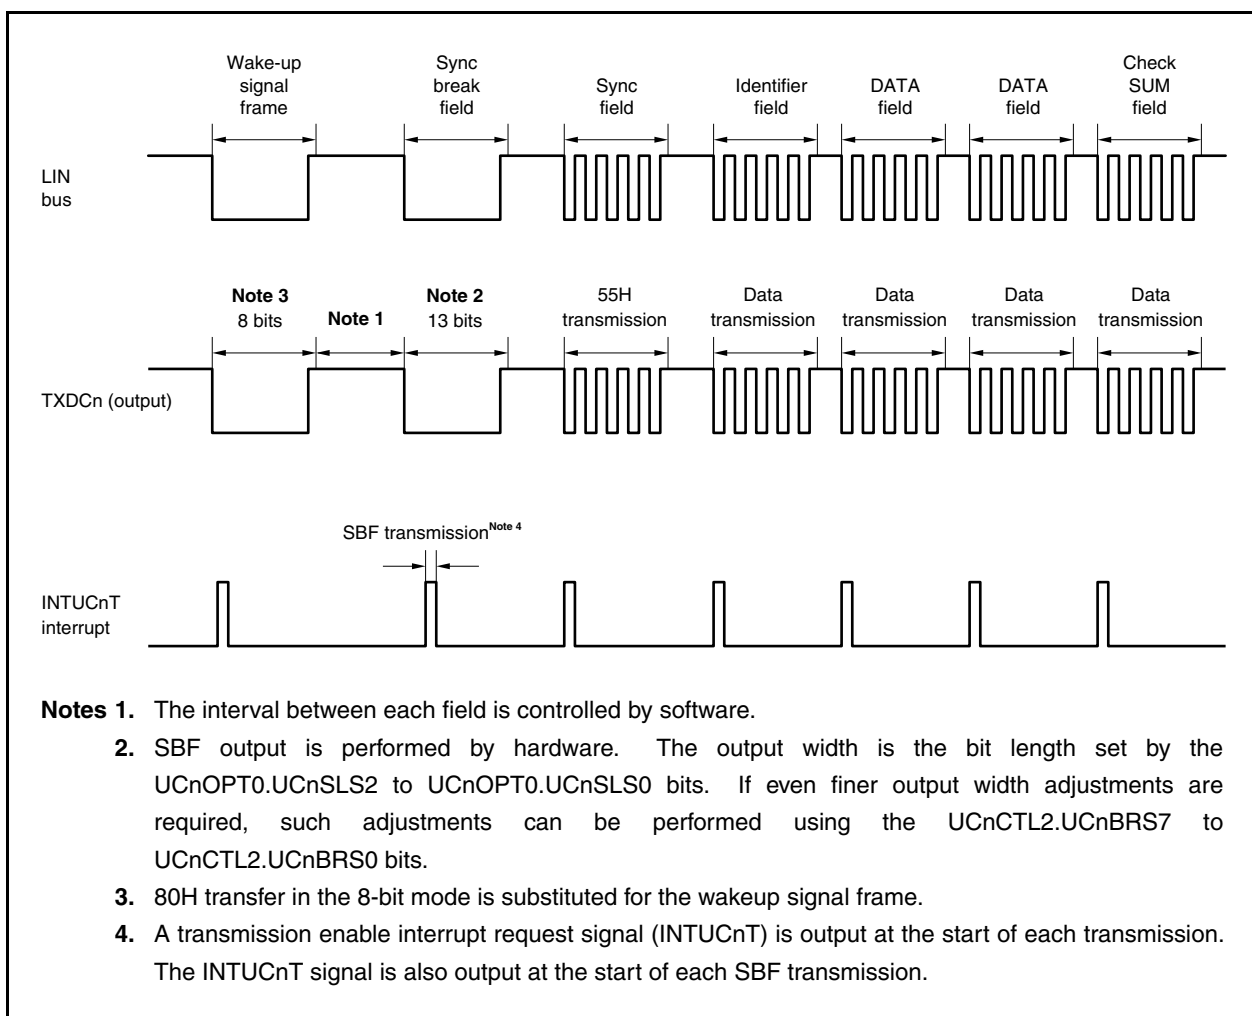 Wake-up
signal
frame
Sync
break
field
Sync
field
Identifier
field
DATA
field
DATA
field
Check
SUM
field
LIN
bus
Note 3
8 bits
Note 1
Note 2
13 bits
55H
transmission
Data
transmission
Data
transmission
Data
transmission
Data
transmission
TXDCn (output)
SBF transmissionNote 4
INTUCnT
interrupt
Notes 1. The interval between each field is controlled by software.
2. SBF output is performed by hardware. The output width is the bit length set by the
UCnOPT0.UCnSLS2 to UCnOPT0.UCnSLS0 bits. If even finer output width adjustments are
required, such adjustments can be performed using the UCnCTL2.UCnBRS7 to
UCnCTL2.UCnBRS0 bits.
3. 80H transfer in the 8-bit mode is substituted for the wakeup signal frame.
4. A transmission enable interrupt request signal (INTUCnT) is output at the start of each transmission.
The INTUCnT signal is also output at the start of each SBF transmission.